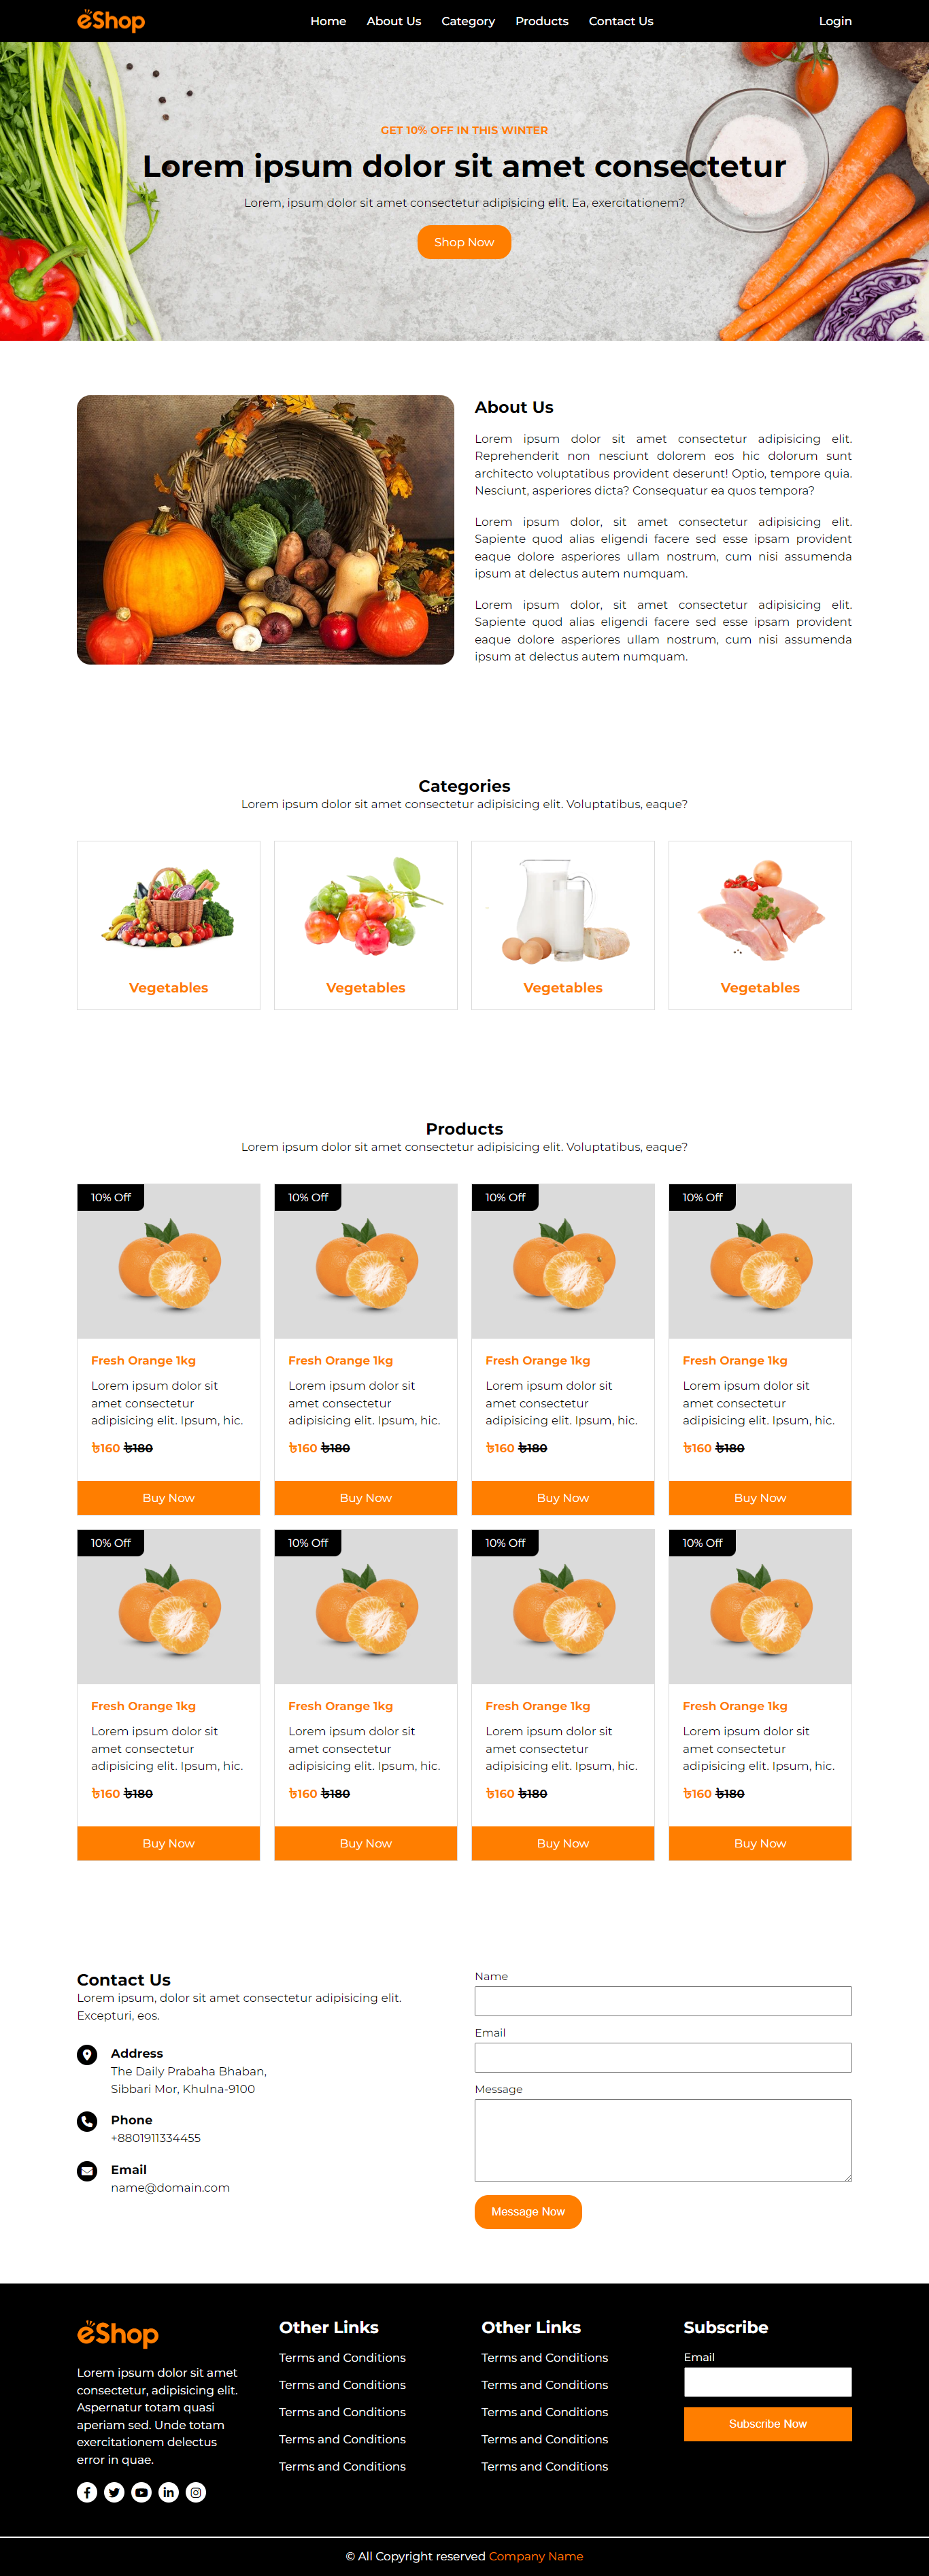 eShop
Home About Us Category Products Contact Us Login
GET 10% OFF IN THIS WINTER
Lorem ipsum dolor sit amet consectetur
Lorem, ipsum dolor sit amet consectetur adipisicing elit. Ea, exercitationem?
Shop Now
About Us
Lorem ipsum dolor sit amet consectetur adipisicing elit.
Reprehenderit non nesciunt dolorem eos hic dolorum sunt
architecto voluptatibus provident deserunt! Optio, tempore quia.
Nesciunt, asperiores dicta? Consequatur ea quos tempora?
Lorem ipsum dolor, sit amet consectetur adipisicing elit.
Sapiente quod alias eligendi facere sed esse ipsam provident
eaque dolore asperiores ullam nostrum, cum nisi assumenda
ipsum at delectus autem numquam.
Lorem ipsum dolor, sit amet consectetur adipisicing elit.
Sapiente quod alias eligendi facere sed esse ipsam provident
eaque dolore asperiores ullam nostrum, cum nisi assumenda
ipsum at delectus autem numquam.
Categories
Lorem ipsum dolor sit amet consectetur adipisicing elit. Voluptatibus, eaque?
Vegetables Vegetables Vegetables Vegetables
Products
Lorem ipsum dolor sit amet consectetur adipisicing elit. Voluptatibus, eaque?
10% Off 10% Off 10% Off 10% Off
Fresh Orange 1kg Fresh Orange 1kg Fresh Orange 1kg Fresh Orange 1kg
Lorem ipsum dolor sit Lorem ipsum dolor sit Lorem ipsum dolor sit Lorem ipsum dolor sit
amet consectetur amet consectetur amet consectetur amet consectetur
adipisicing elit. Ipsum, hic. adipisicing elit. Ipsum, hic. adipisicing elit. Ipsum, hic. adipisicing elit. Ipsum, hic.
৳160 ৳180 ৳160 ৳180 ৳160 ৳180 ৳160 ৳180
Buy Now Buy Now Buy Now Buy Now
10% Off 10% Off 10% Off 10% Off
Fresh Orange 1kg Fresh Orange 1kg Fresh Orange 1kg Fresh Orange 1kg
Lorem ipsum dolor sit Lorem ipsum dolor sit Lorem ipsum dolor sit Lorem ipsum dolor sit
amet consectetur amet consectetur amet consectetur amet consectetur
adipisicing elit. Ipsum, hic. adipisicing elit. Ipsum, hic. adipisicing elit. Ipsum, hic. adipisicing elit. Ipsum, hic.
৳160 ৳180 ৳160 ৳180 ৳160 ৳180 ৳160 ৳180
Buy Now Buy Now Buy Now Buy Now
Contact Us
Lorem ipsum, dolor sit amet consectetur adipisicing elit.
Excepturi, eos.
Address
The Daily Prabaha Bhaban,
Sibbari Mor, Khulna-9100
Phone
+8801911334455
Email
name@domain.com
Name
Email
Message
Message Now
eShop
Lorem ipsum dolor sit amet
consectetur, adipisicing elit.
Aspernatur totam quasi
aperiam sed. Unde totam
exercitationem delectus
error in quae.
Other Links
Terms and Conditions
Terms and Conditions
Terms and Conditions
Terms and Conditions
Terms and Conditions
Other Links
Terms and Conditions
Terms and Conditions
Terms and Conditions
Terms and Conditions
Terms and Conditions
Subscribe
Email
Subscribe Now
© All Copyright reserved Company Name